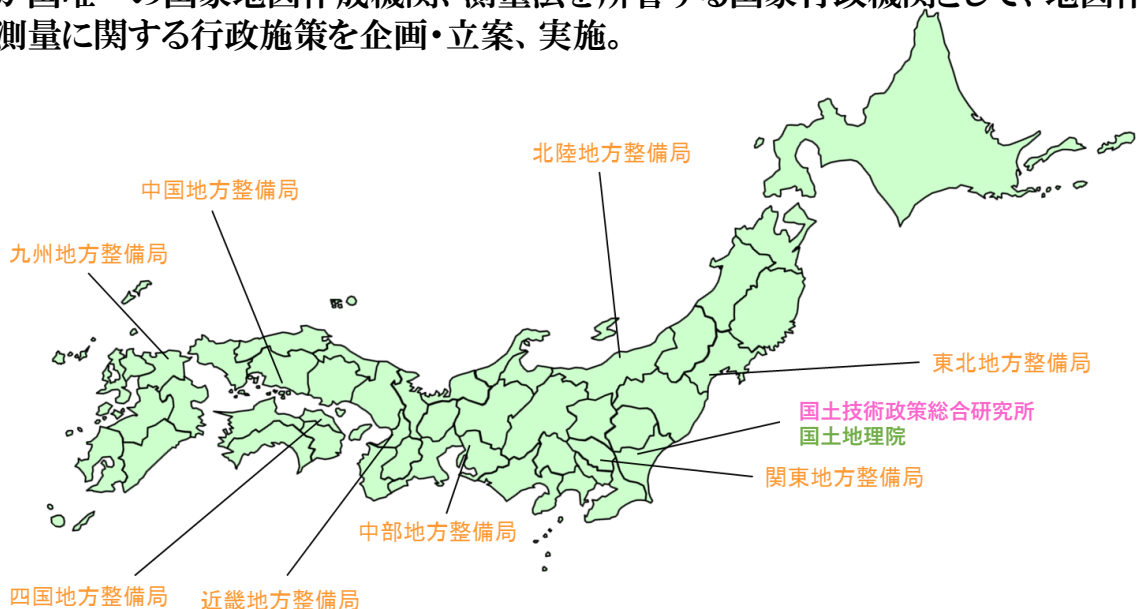 測量に関する行政施策を企画・立案、実施。
北陸地方整備局
中国地方整備局
九州地方整備局
東北地方整備局
国土技術政策総合研究所
国土地理院
関東地方整備局
中部地方整備局
四国地方整備局
近畿地方整備局